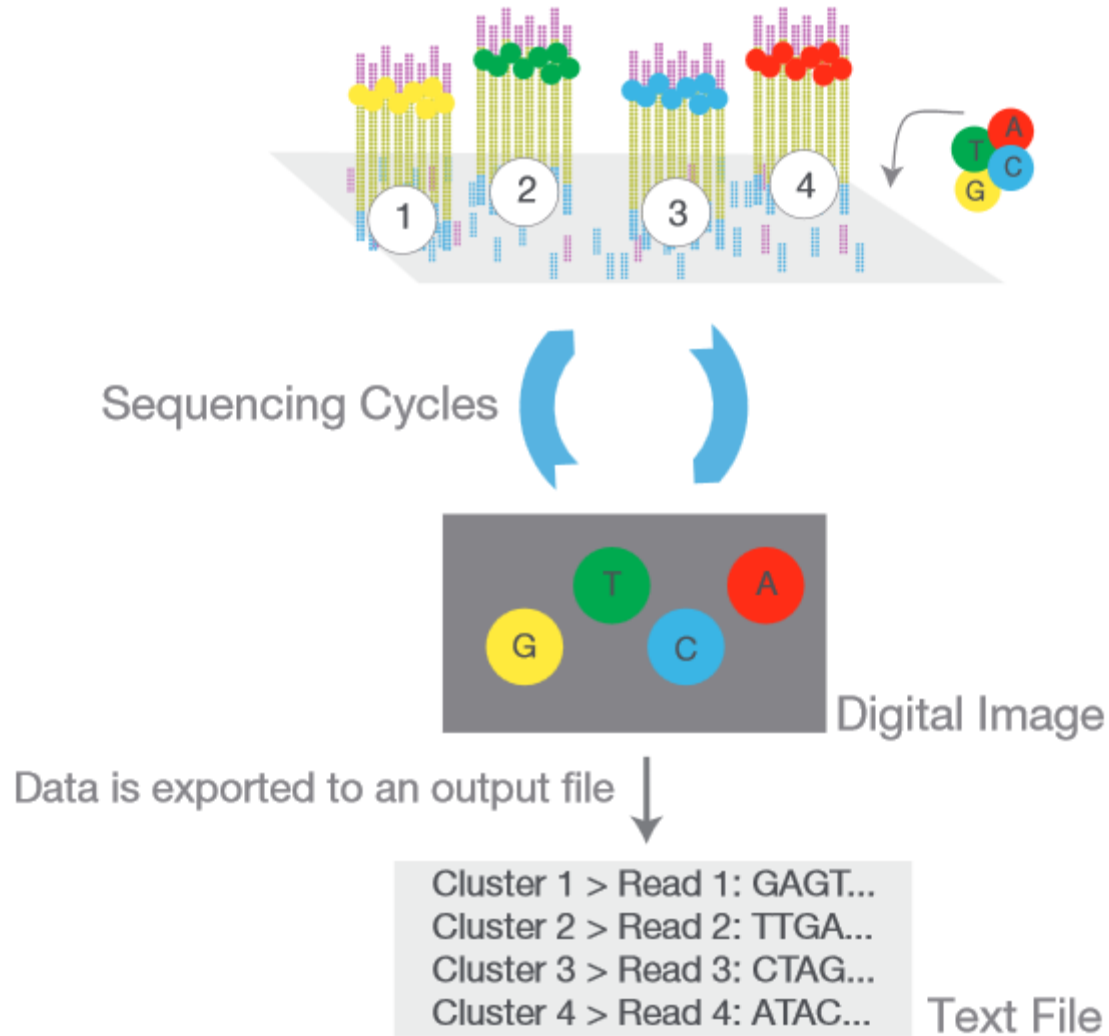 1
2
3
4
A
T
C
G
Sequencing Cycles
T
A
G
C
Digital Image
Data is exported to an output file
Cluster 1 > Read 1: GAGT...
Cluster 2 > Read 2: TTGA...
Cluster 3 > Read 3: CTAG...
Cluster 4 > Read 4: ATAC...
Text File